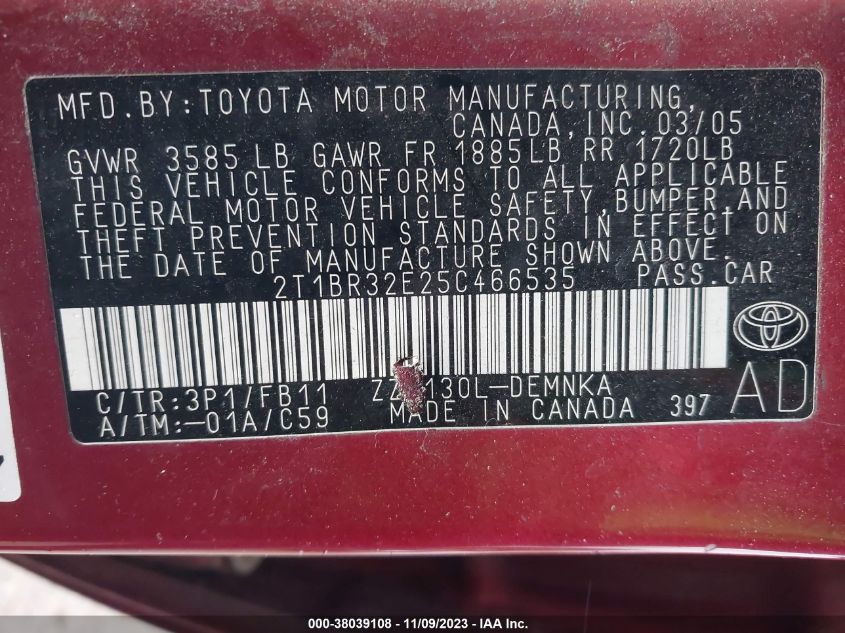 MFD. BY: TOYOTA MOTOR MANUFACTURING,
CANADA, INC. 03/05
GVWR 3585 LB GAWR FR 1885LB RR 1720LB
THIS VEHICLE CONFORMS TO ALL APPLICABLE
FEDERAL MOTOR VEHICLE SAFETY, BUMPER, AND
THEFT PREVENTION STANDARDS IN EFFECT ON
THE DATE OF MANUFACTURE SHOWN ABOVE.
2T1BR32E25C466535 PASS. CAR
C/TR: 3P1/FB11
A/TM: -01A/C59
MADE IN CANADA 397
AD
000-38039108 - 11/09/2023 - IAA Inc.